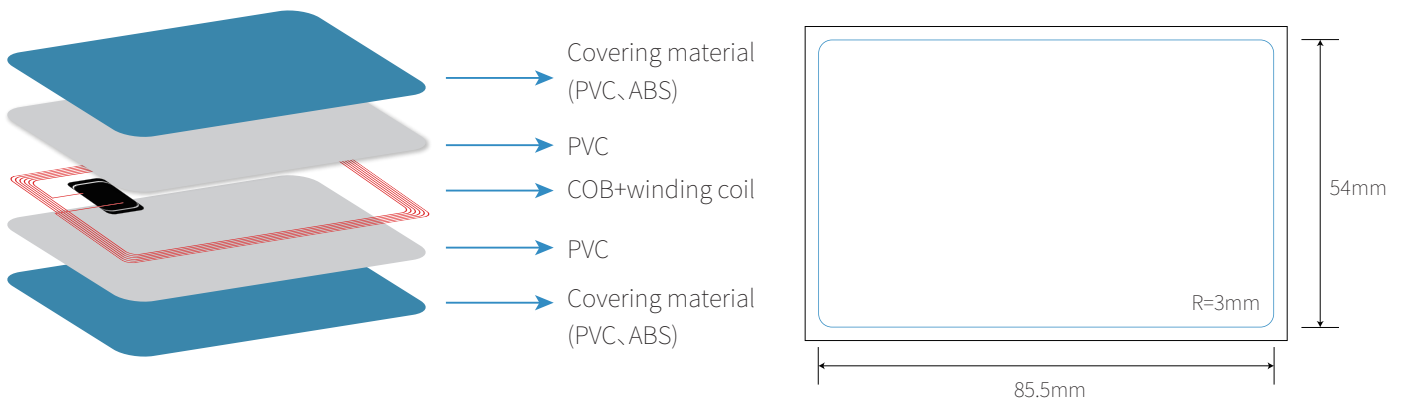 Covering material
(PVC、ABS)
PVC
COB+winding coil
PVC
Covering material
(PVC、ABS)
54mm
R=3mm
85.5mm